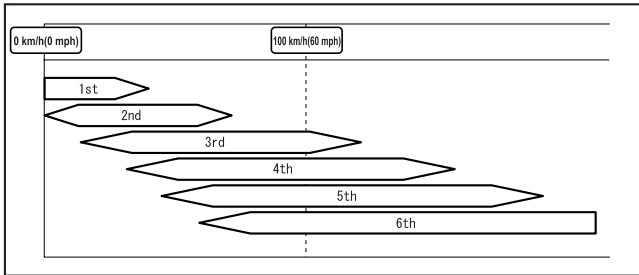 0 km/h(0 mph)
100 km/h(60 mph)
1st
2nd
3rd
4th
5th
6th